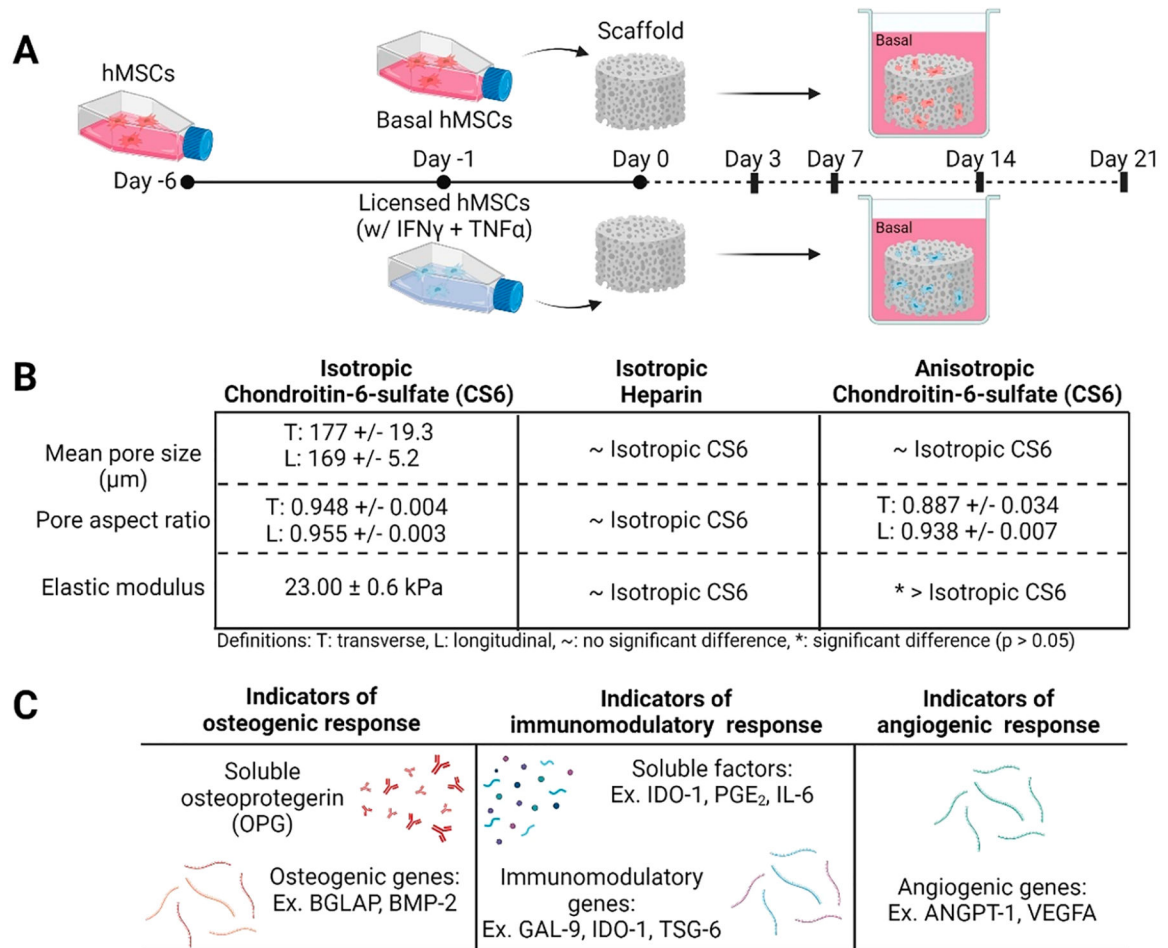 A
hMSCs
Basal hMSCs
Scaffold
Basal
Day -6
Day -1
Day 0
Day 3
Day 7
Day 14
Day 21
Licensed hMSCs
(w/ IFNγ + TNFα)
Basal
B
Isotropic
Chondroitin-6-sulfate (CS6)
Isotropic
Heparin
Anisotropic
Chondroitin-6-sulfate (CS6)
Mean pore size
(µm)
T: 177 +/- 19.3
L: 169 +/- 5.2
~ Isotropic CS6
~ Isotropic CS6
Pore aspect ratio
T: 0.948 +/- 0.004
L: 0.955 +/- 0.003
~ Isotropic CS6
T: 0.887 +/- 0.034
L: 0.938 +/- 0.007
Elastic modulus
23.00 ± 0.6 kPa
~ Isotropic CS6
* > Isotropic CS6
Definitions: T: transverse, L: longitudinal, ~: no significant difference, *: significant difference (p > 0.05)
C
Indicators of
osteogenic response
Indicators of
immunomodulatory response
Indicators of
angiogenic response
Soluble
osteoprotegerin
(OPG)
Osteogenic genes:
Ex. BGLAP, BMP-2
Soluble factors:
Ex. IDO-1, PGE₂, IL-6
Immunomodulatory
genes:
Ex. GAL-9, IDO-1, TSG-6
Angiogenic genes:
Ex. ANGPT-1, VEGFA